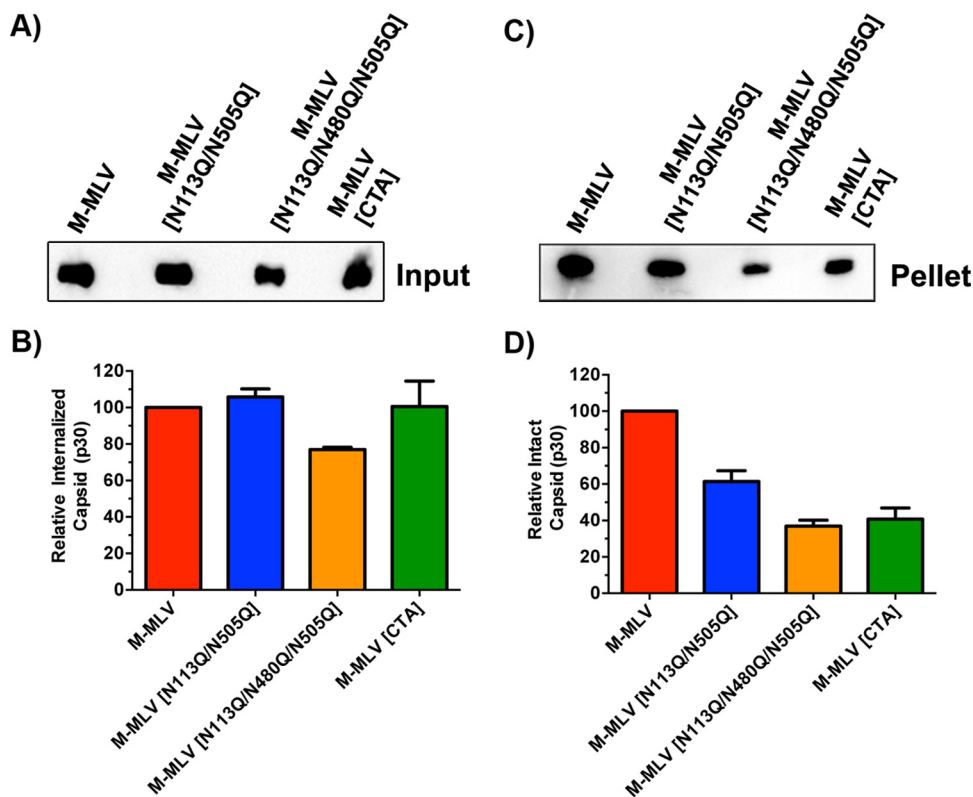 A)
M-MLV
M-MLV
[N113Q/N505Q]
M-MLV
[N113Q/N480Q/N505Q]
M-MLV
[CTA]
Input
C)
M-MLV
M-MLV
[N113Q/N505Q]
M-MLV
[N113Q/N480Q/N505Q]
M-MLV
[CTA]
Pellet
B)
Relative Internalized
Capsid (p30)
120
100
80
60
40
20
0
M-MLV
M-MLV [N113Q/N505Q]
M-MLV [N113Q/N480Q/N505Q]
M-MLV [CTA]
D)
Relative Intact
Capsid (p30)
120
100
80
60
40
20
0
M-MLV
M-MLV [N113Q/N505Q]
M-MLV [N113Q/N480Q/N505Q]
M-MLV [CTA]